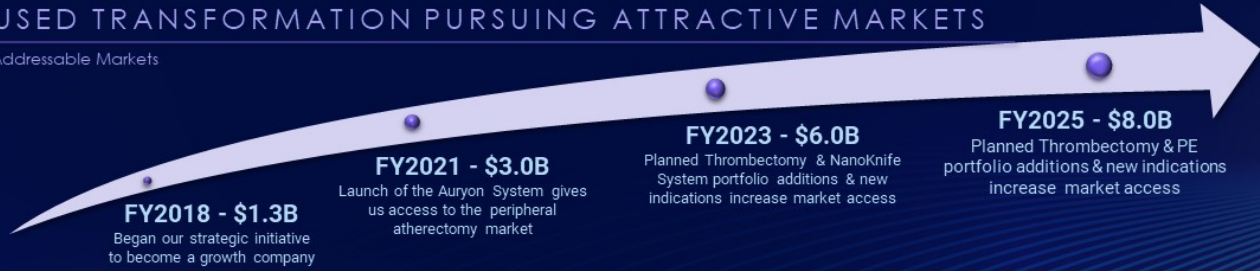 USED TRANSFORMATION PURSUING ATTRACTIVE MARKETS
Addressable Markets
FY2018 - $1.3B
Began our strategic initiative
to become a growth company
FY2021 - $3.0B
Launch of the Auryon System gives
us access to the peripheral
atherectomy market
FY2023 - $6.0B
Planned Thrombectomy & NanoKnife
System portfolio additions & new
indications increase market access
FY2025 - $8.0B
Planned Thrombectomy & PE
portfolio additions & new indications
increase market access